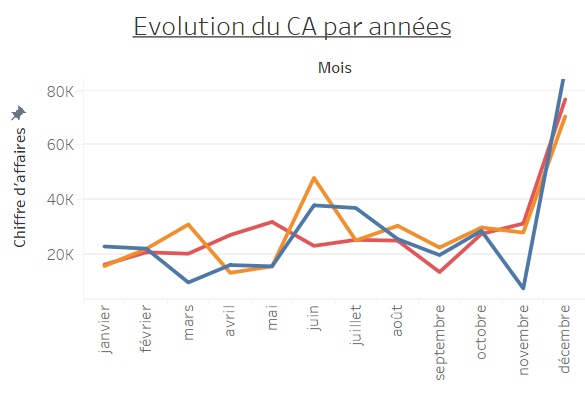 Evolution du CA par années
Mois
Chiffre d'affaires
80K
60K
40K
20K
janvier
février
mars
avril
mai
juin
juillet
août
septembre
octobre
novembre
décembre